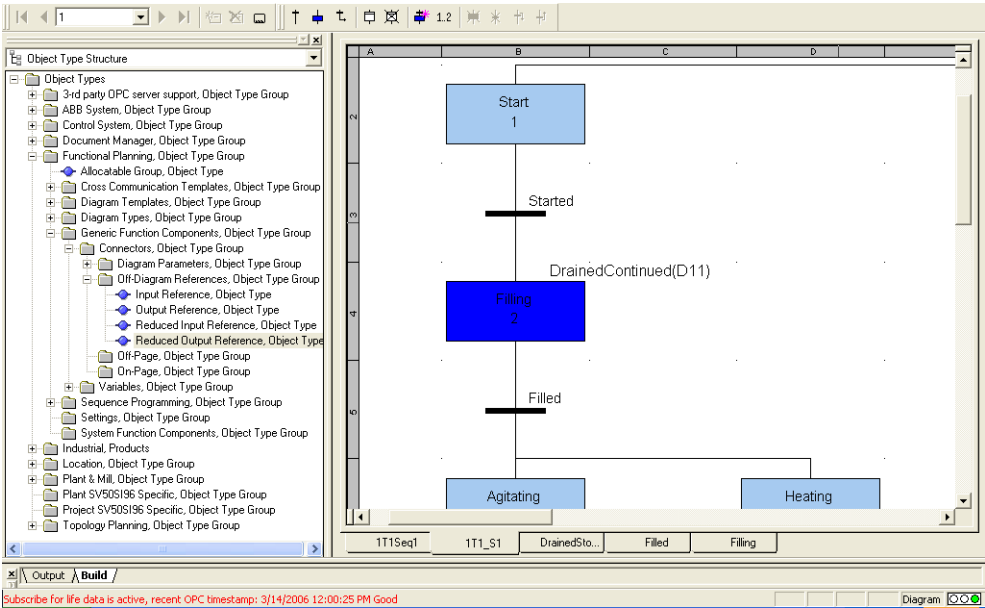 1
1.2
Object Type Structure
Object Types
3-rd party OPC server support, Object Type Group
ABB System, Object Type Group
Control System, Object Type Group
Document Manager, Object Type Group
Functional Planning, Object Type Group
Allocatable Group, Object Type
Cross Communication Templates, Object Type Group
Diagram Templates, Object Type Group
Diagram Types, Object Type Group
Generic Function Components, Object Type Group
Connectors, Object Type Group
Diagram Parameters, Object Type Group
Off-Diagram References, Object Type Group
Input Reference, Object Type
Output Reference, Object Type
Reduced Input Reference, Object Type
Reduced Output Reference, Object Type
Off-Page, Object Type Group
On-Page, Object Type Group
Variables, Object Type Group
Sequence Programming, Object Type Group
Settings, Object Type Group
System Function Components, Object Type Group
Industrial, Products
Location, Object Type Group
Plant & Mill, Object Type Group
Plant SV50SI96 Specific, Object Type Group
Project SV50SI96 Specific, Object Type Group
Topology Planning, Object Type Group
A B C D
2
Start
1
3
Started
DrainedContinued(D11)
4
Filling
2
5
Filled
Agitating
Heating
1T1Seq1 1T1_S1 DrainedSto... Filled Filling
Output Build
Subscribe for life data is active, recent OPC timestamp: 3/14/2006 12:00:25 PM Good
Diagram